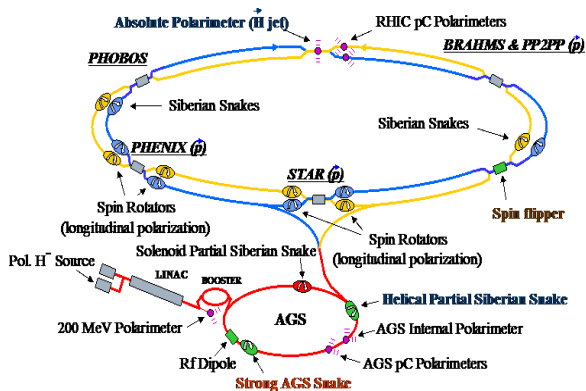 Absolute Polarimeter (H⃗ jet)
RHIC pC Polarimeters
PHOBOS
BRAHMS & PP2PP (p⃗)
Siberian Snakes
Siberian Snakes
PHENIX (p⃗)
STAR (p⃗)
Spin Rotators
(longitudinal polarization)
Spin flipper
Spin Rotators
(longitudinal polarization)
Solenoid Partial Siberian Snake
Pol. H⁻ Source
LINAC
BOOSTER
AGS
Helical Partial Siberian Snake
200 MeV Polarimeter
AGS Internal Polarimeter
Rf Dipole
AGS pC Polarimeters
Strong AGS Snake